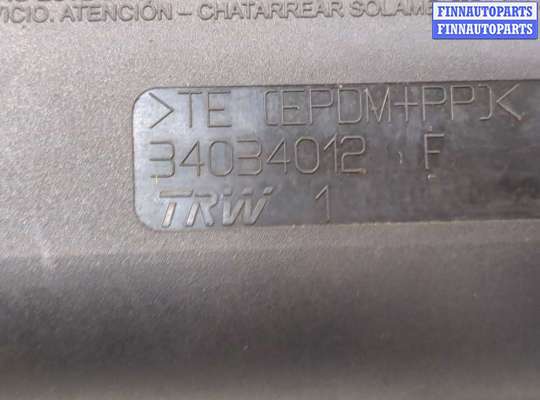 VICIO. ATENCIÓN – CHATARREAR SOLAM
FINNAUTOPARTS
FINNAUTOPARTS
>TE (EPDM+PP)<
34034012 F
TRW 1